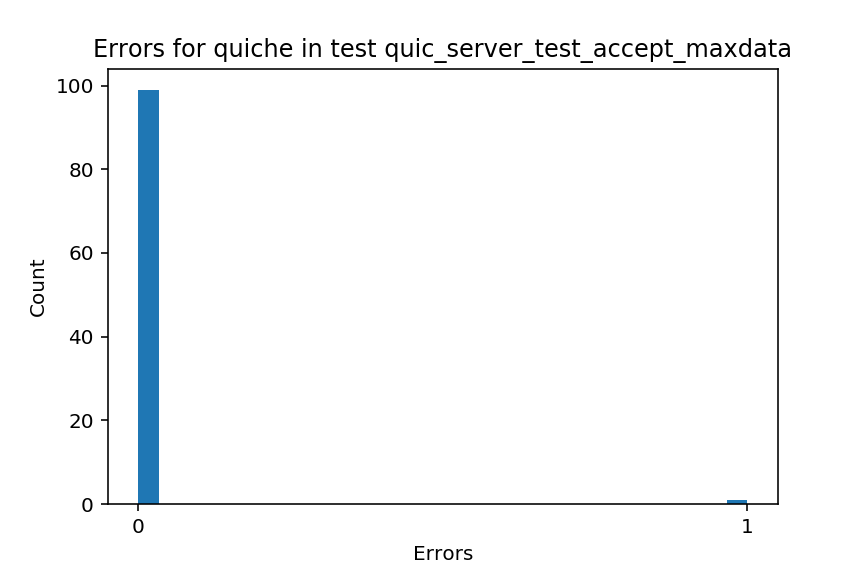 Errors for quiche in test quic_server_test_accept_maxdata
100
80
60
40
20
0
Count
0 1
Errors